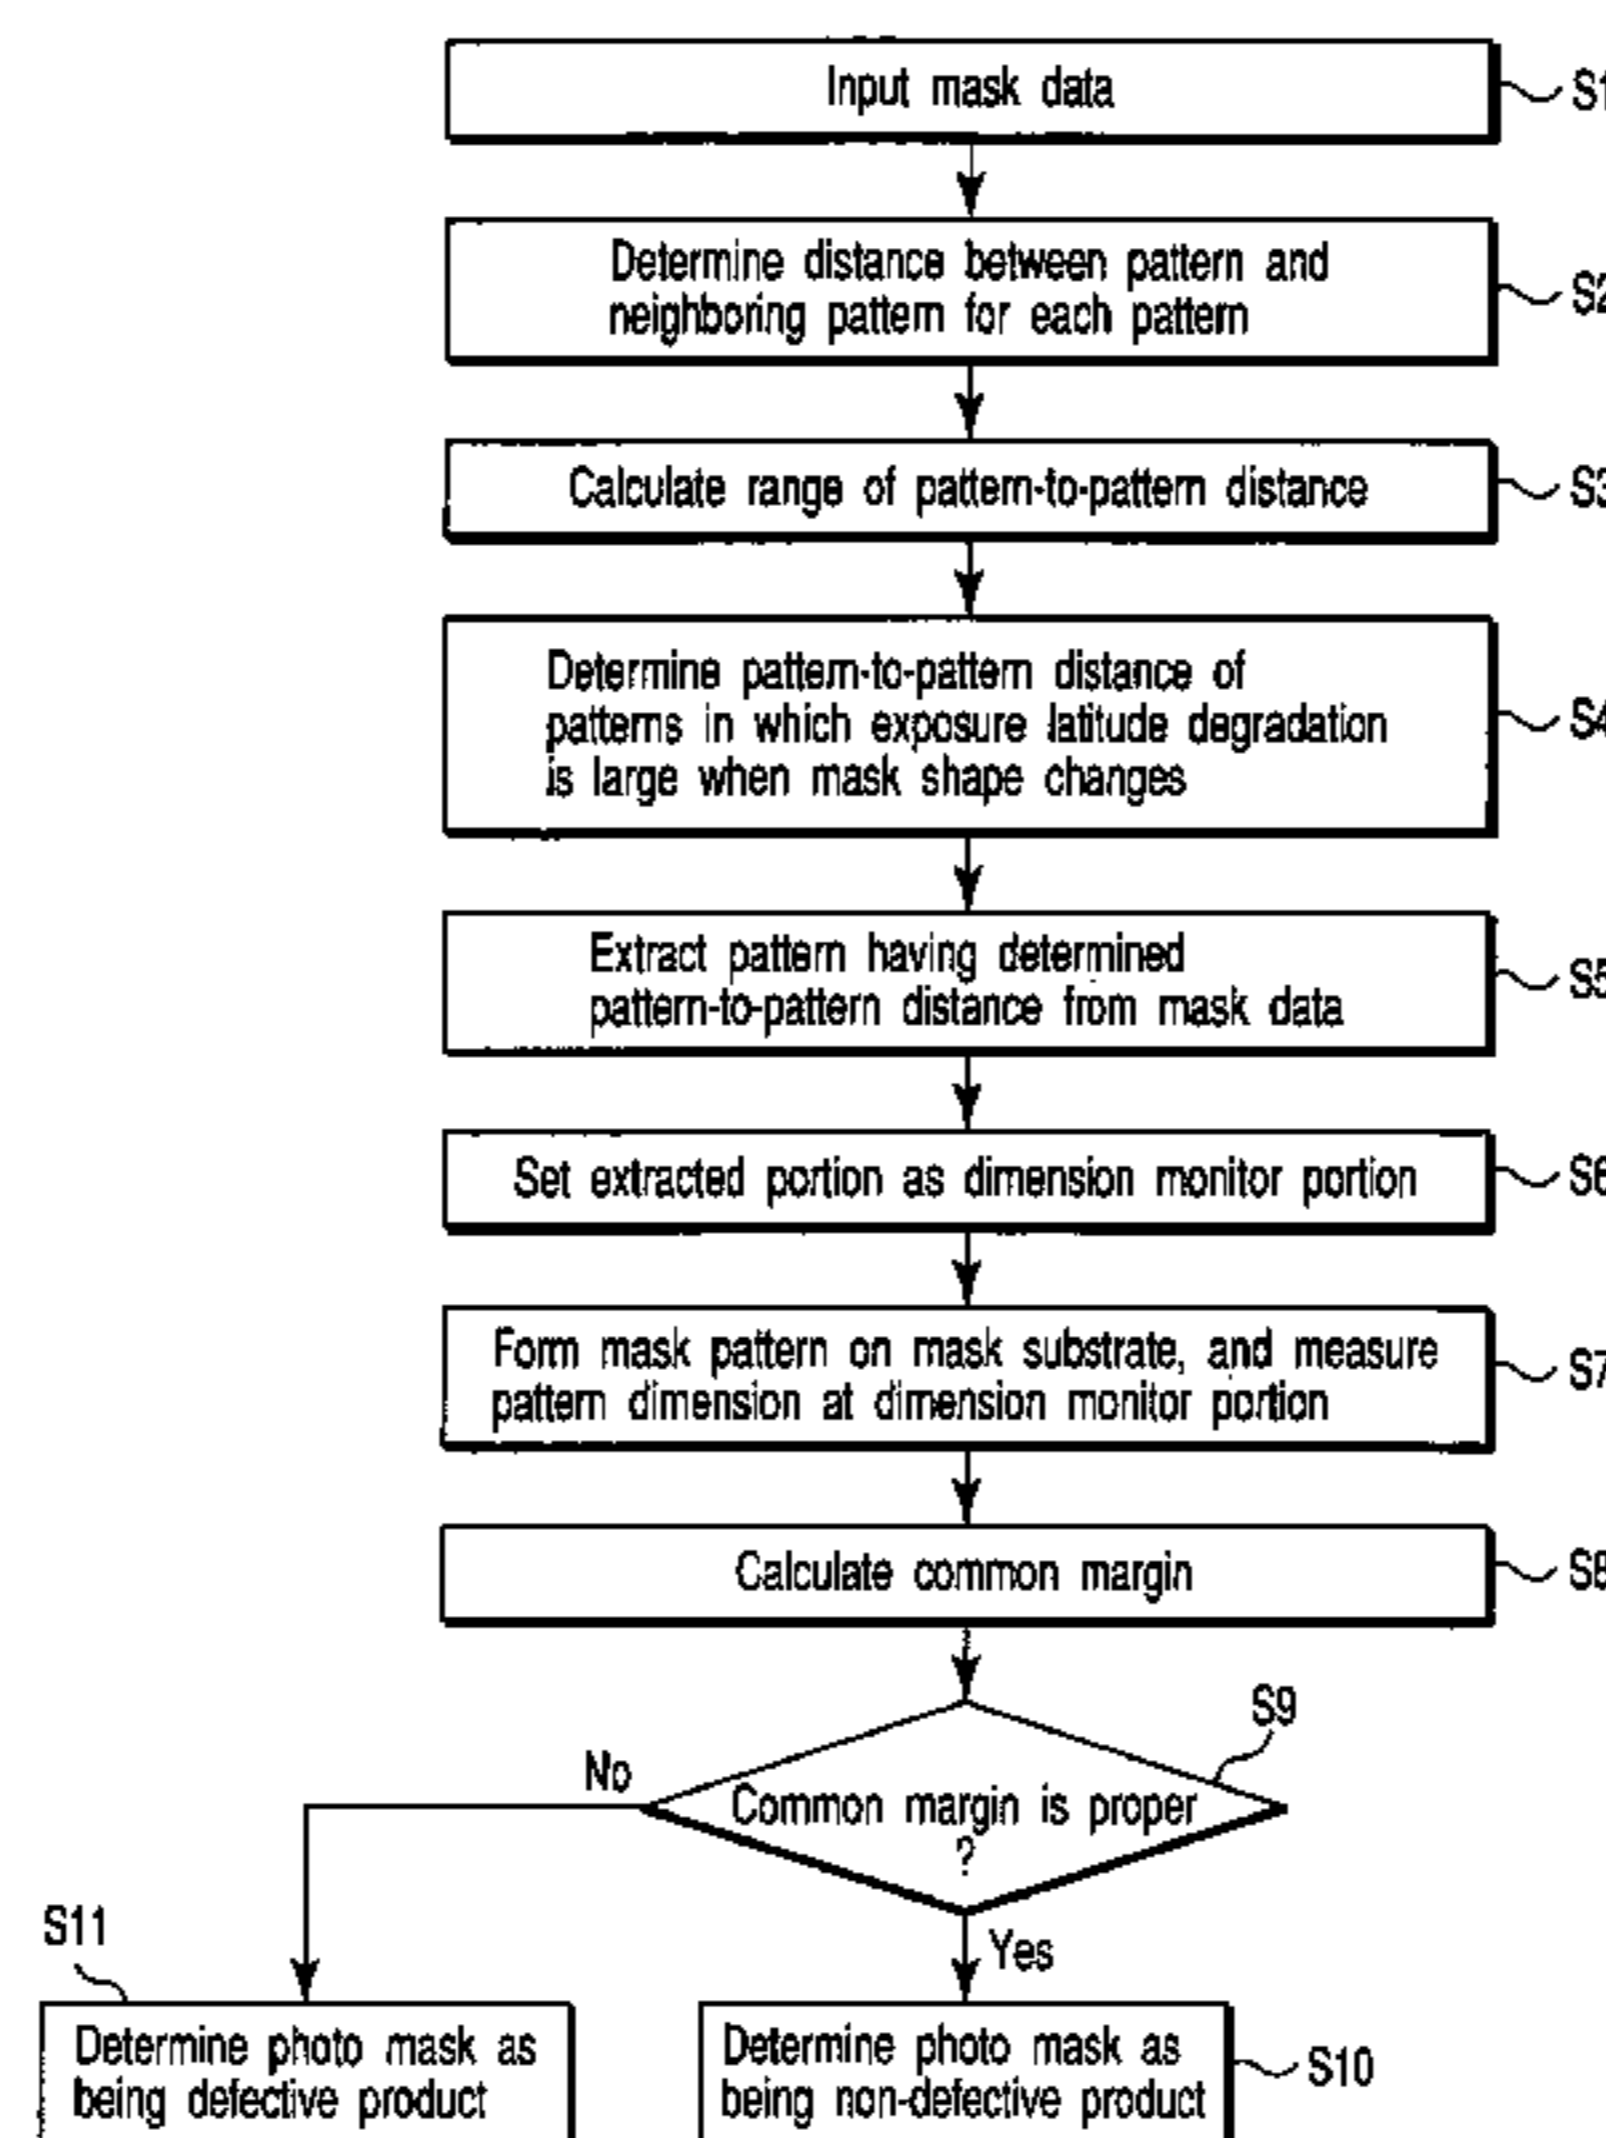 Input mask data
S1
Determine distance between pattern and
neighboring pattern for each pattern
S2
Calculate range of pattern-to-pattern distance
S3
Determine pattern-to-pattern distance of
patterns in which exposure latitude degradation
is large when mask shape changes
S4
Extract pattern having determined
pattern-to-pattern distance from mask data
S5
Set extracted portion as dimension monitor portion
S6
Form mask pattern on mask substrate, and measure
pattern dimension at dimension monitor portion
S7
Calculate common margin
S8
S9
No
Common margin is proper
?
Yes
S11
Determine photo mask as
being defective product
Determine photo mask as
being non-defective product
S10